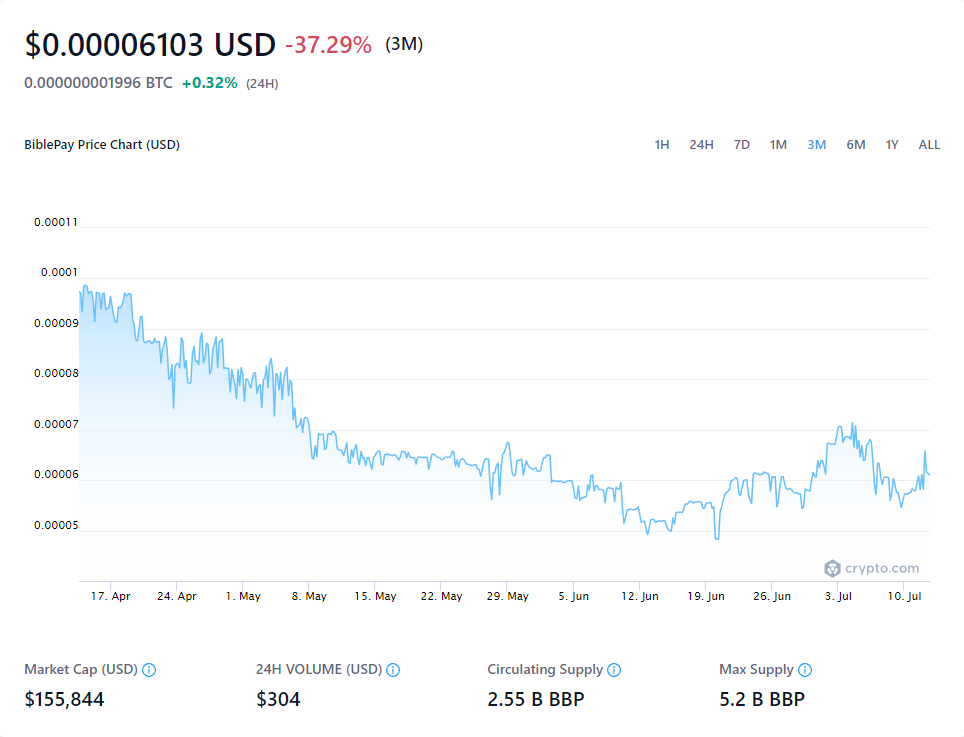 $0.00006103 USD -37.29% (3M)
0.000000001996 BTC +0.32% (24H)
BiblePay Price Chart (USD) 1H 24H 7D 1M 3M 6M 1Y ALL
0.00011
0.0001
0.00009
0.00008
0.00007
0.00006
0.00005
crypto.com
17. Apr 24. Apr 1. May 8. May 15. May 22. May 29. May 5. Jun 12. Jun 19. Jun 26. Jun 3. Jul 10. Jul
Market Cap (USD) 24H VOLUME (USD) Circulating Supply Max Supply
$155,844 $304 2.55 B BBP 5.2 B BBP